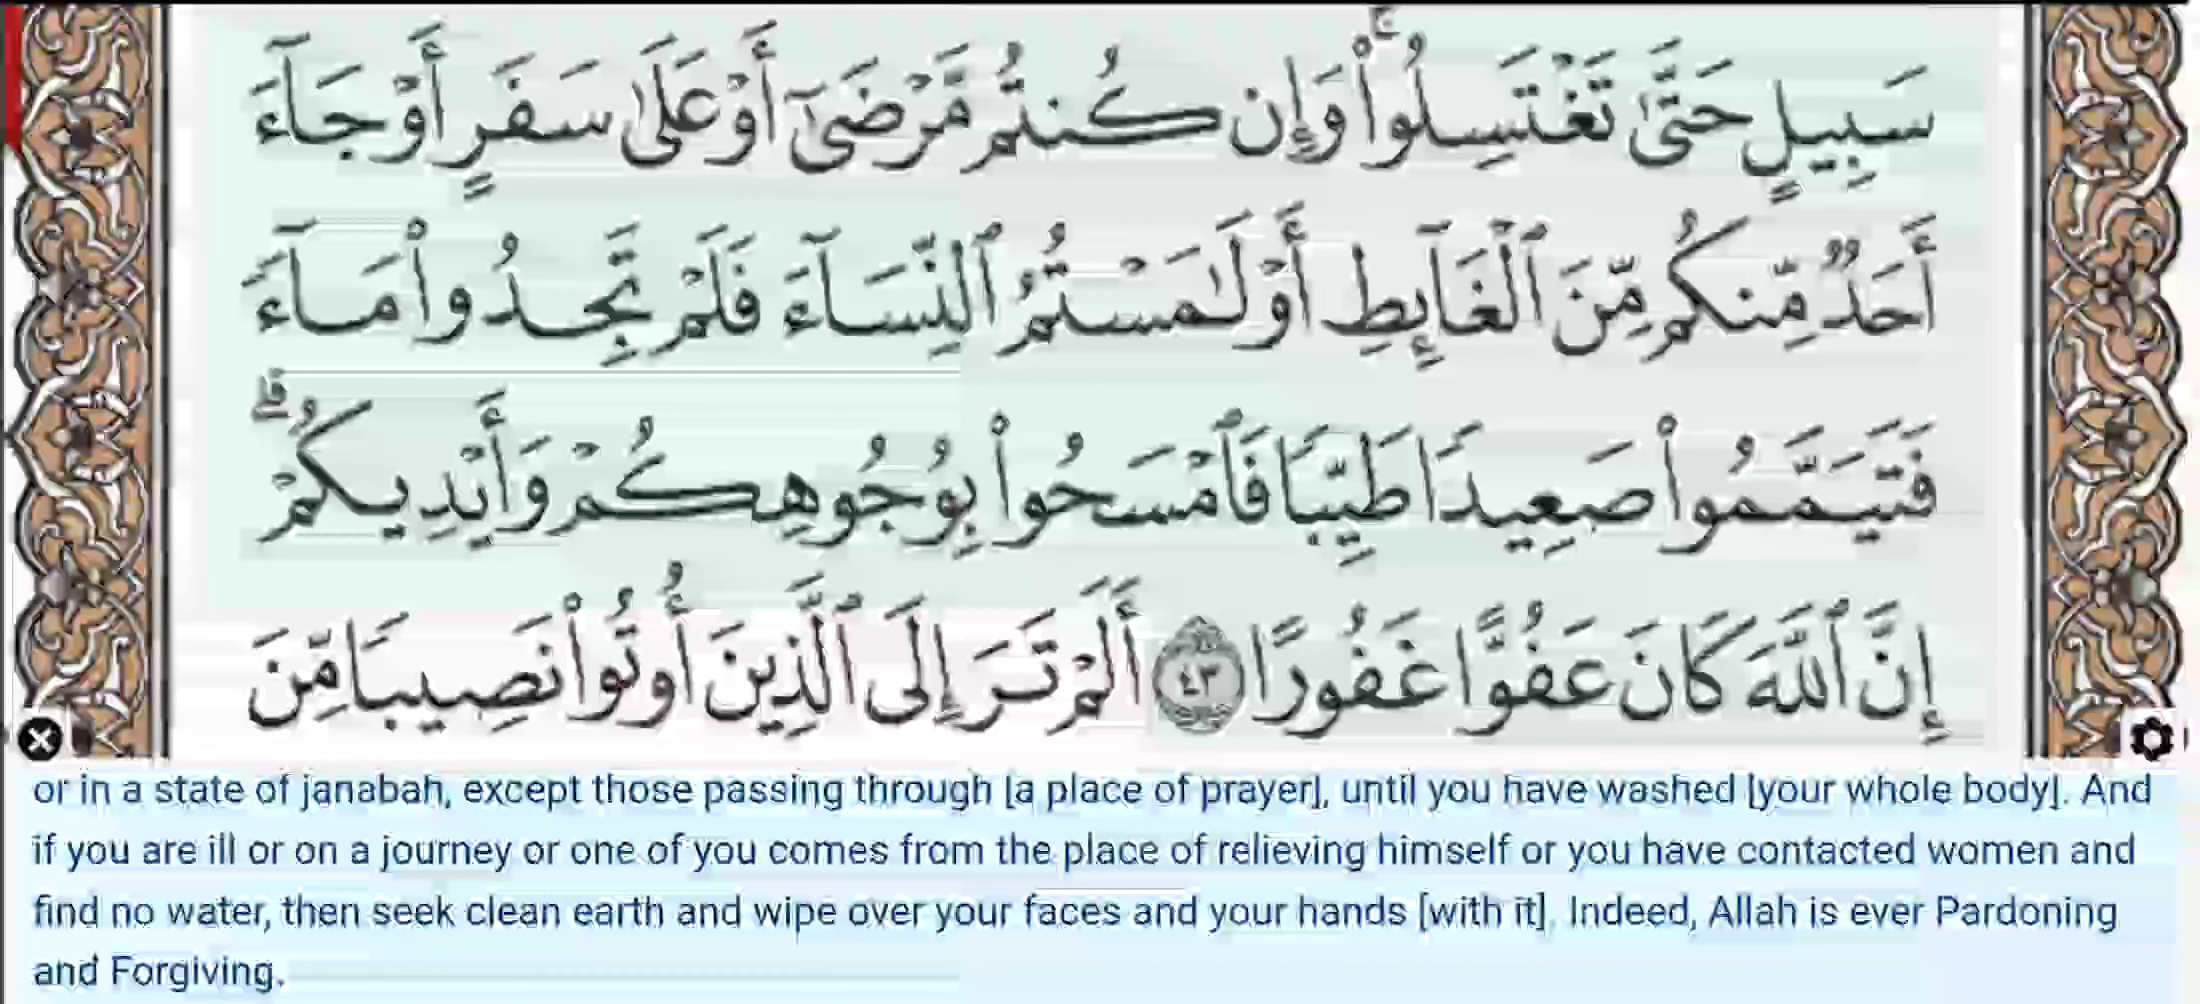 سَبِيلٍ حَتَّىٰ تَغْتَسِلُوا۟ ۚ وَإِن كُنتُم مَّرْضَىٰٓ أَوْ عَلَىٰ سَفَرٍ أَوْ جَآءَ
أَحَدٌ مِّنكُم مِّنَ ٱلْغَآئِطِ أَوْ لَـٰمَسْتُمُ ٱلنِّسَآءَ فَلَمْ تَجِدُوا۟ مَآءً
فَتَيَمَّمُوا۟ صَعِيدًا طَيِّبًا فَٱمْسَحُوا۟ بِوُجُوهِكُمْ وَأَيْدِيكُمْ ۗ
إِنَّ ٱللَّهَ كَانَ عَفُوًّا غَفُورًا ٤٣ أَلَمْ تَرَ إِلَى ٱلَّذِينَ أُوتُوا۟ نَصِيبًا مِّنَ
or in a state of janabah, except those passing through [a place of prayer], until you have washed [your whole body]. And
if you are ill or on a journey or one of you comes from the place of relieving himself or you have contacted women and
find no water, then seek clean earth and wipe over your faces and your hands [with it]. Indeed, Allah is ever Pardoning
and Forgiving.